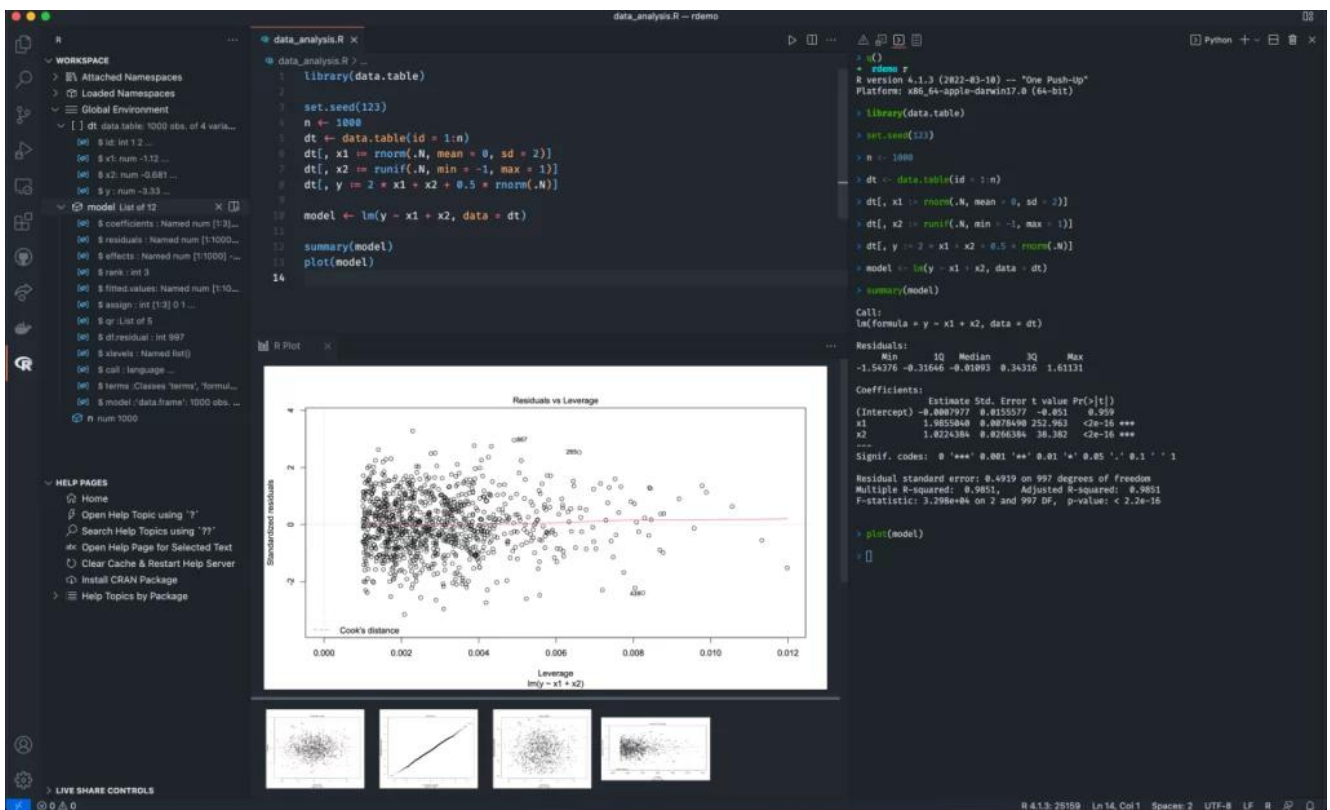 data_analysis.R — rdemo
R
WORKSPACE
Attached Namespaces
Loaded Namespaces
Global Environment
dt data.table: 1000 obs. of 4 varia...
$ id: int 1 2 ...
$ x1: num -1.12 ...
$ x2: num -0.681 ...
$ y : num -3.33 ...
model List of 12
$ coefficients : Named num [1:3]...
$ residuals : Named num [1:1000...
$ effects : Named num [1:1000] -...
$ rank : int 3
$ fitted.values: Named num [1:10...
$ assign : int [1:3] 0 1 ...
$ qr :List of 5
$ df.residual : int 997
$ xlevels : Named list()
$ call : language ...
$ terms :Classes 'terms', 'formul...
$ model :'data.frame': 1000 obs. ...
n num 1000
HELP PAGES
Home
Open Help Topic using `?`
Search Help Topics using `??`
Open Help Page for Selected Text
Clear Cache & Restart Help Server
Install CRAN Package
Help Topics by Package
LIVE SHARE CONTROLS
data_analysis.R
data_analysis.R > ...
1 library(data.table)
2
3 set.seed(123)
4 n <- 1000
5 dt <- data.table(id = 1:n)
6 dt[, x1 := rnorm(.N, mean = 0, sd = 2)]
7 dt[, x2 := runif(.N, min = -1, max = 1)]
8 dt[, y := 2 * x1 + x2 + 0.5 * rnorm(.N)]
9
10 model <- lm(y ~ x1 + x2, data = dt)
11
12 summary(model)
13 plot(model)
14
R Plot
Residuals vs Leverage
Standardized residuals
4
2
0
-2
867
295
438
Cook's distance
0.000 0.002 0.004 0.006 0.008 0.010 0.012
Leverage
lm(y ~ x1 + x2)
Python
> q()
rdemo r
R version 4.1.3 (2022-03-10) -- "One Push-Up"
Platform: x86_64-apple-darwin17.0 (64-bit)
> library(data.table)
> set.seed(123)
> n <- 1000
> dt <- data.table(id = 1:n)
> dt[, x1 := rnorm(.N, mean = 0, sd = 2)]
> dt[, x2 := runif(.N, min = -1, max = 1)]
> dt[, y := 2 * x1 + x2 + 0.5 * rnorm(.N)]
> model <- lm(y ~ x1 + x2, data = dt)
> summary(model)
Call:
lm(formula = y ~ x1 + x2, data = dt)
Residuals:
Min 1Q Median 3Q Max
-1.54376 -0.31646 -0.01093 0.34316 1.61131
Coefficients:
Estimate Std. Error t value Pr(>|t|)
(Intercept) -0.0007977 0.0155577 -0.051 0.959
x1 1.9855040 0.0078490 252.963 <2e-16 ***
x2 1.0224384 0.0266384 38.382 <2e-16 ***
---
Signif. codes: 0 '***' 0.001 '**' 0.01 '*' 0.05 '.' 0.1 ' ' 1
Residual standard error: 0.4919 on 997 degrees of freedom
Multiple R-squared: 0.9851, Adjusted R-squared: 0.9851
F-statistic: 3.298e+04 on 2 and 997 DF, p-value: < 2.2e-16
> plot(model)
>
0 0
R 4.1.3: 25159 Ln 14, Col 1 Spaces: 2 UTF-8 LF R